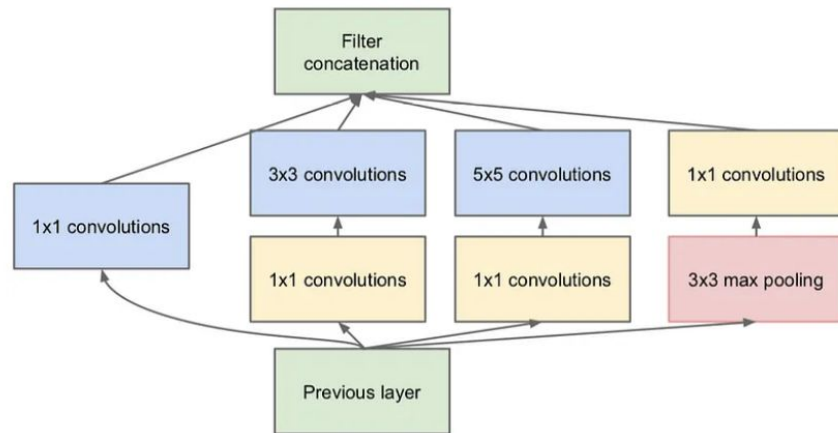 Filter
concatenation
3x3 convolutions
5x5 convolutions
1x1 convolutions
1x1 convolutions
1x1 convolutions
1x1 convolutions
3x3 max pooling
Previous layer